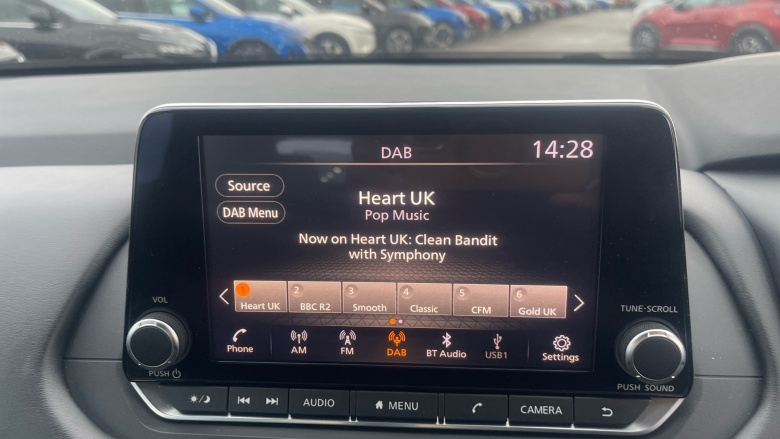 DAB
14:28
Source
DAB Menu
Heart UK
Pop Music
Now on Heart UK: Clean Bandit
with Symphony
1 2 3 4 5 6
Heart UK BBC R2 Smooth Classic CFM Gold UK
Phone AM FM DAB BT Audio USB1 Settings
VOL
PUSH
TUNE-SCROLL
PUSH SOUND
AUDIO MENU CAMERA